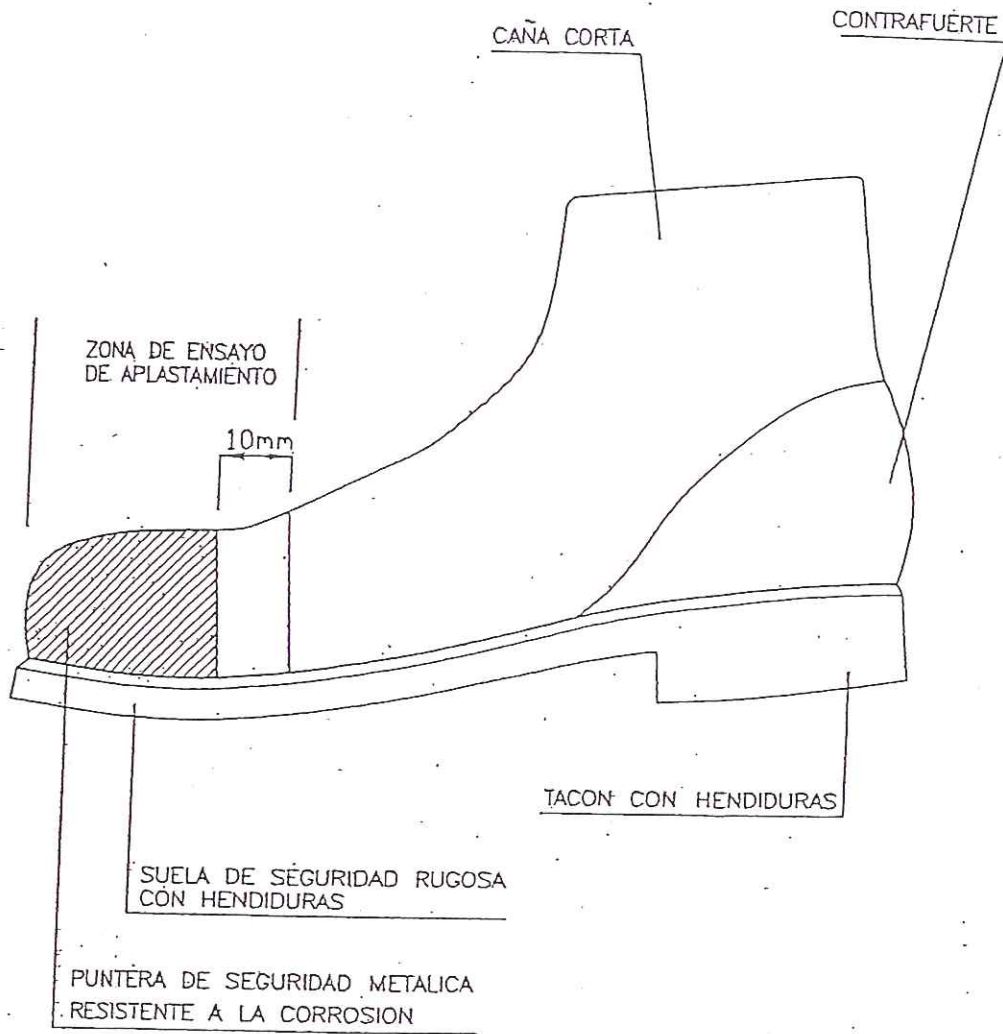 CAÑA CORTA
CONTRAFUERTE
ZONA DE ENSAYO
DE APLASTAMIENTO
10mm
TACON CON HENDIDURAS
SUELA DE SEGURIDAD RUGOSA
CON HENDIDURAS
PUNTERA DE SEGURIDAD METALICA
RESISTENTE A LA CORROSION